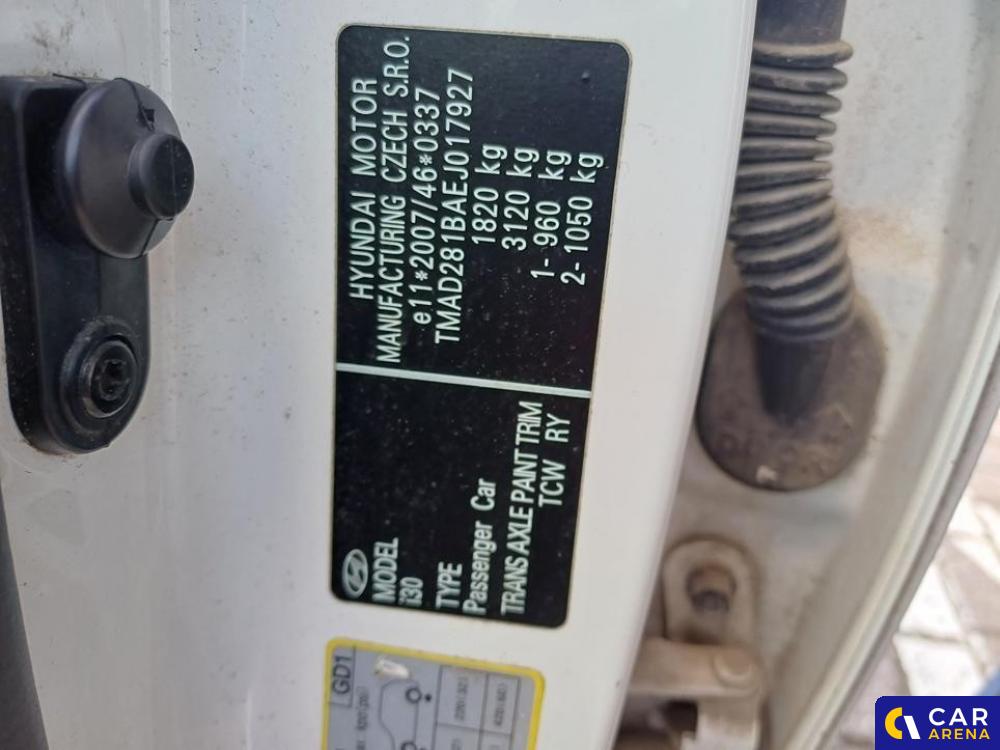 HYUNDAI MOTOR
MANUFACTURING CZECH S.R.O.
e11*2007/46*0337
TMAD281BAEJ017927
1820 kg
3120 kg
1- 960 kg
2- 1050 kg
MODEL
i30
TYPE
Passenger Car
TRANS AXLE PAINT TRIM
TCW RY
GD1
CAR
ARENA